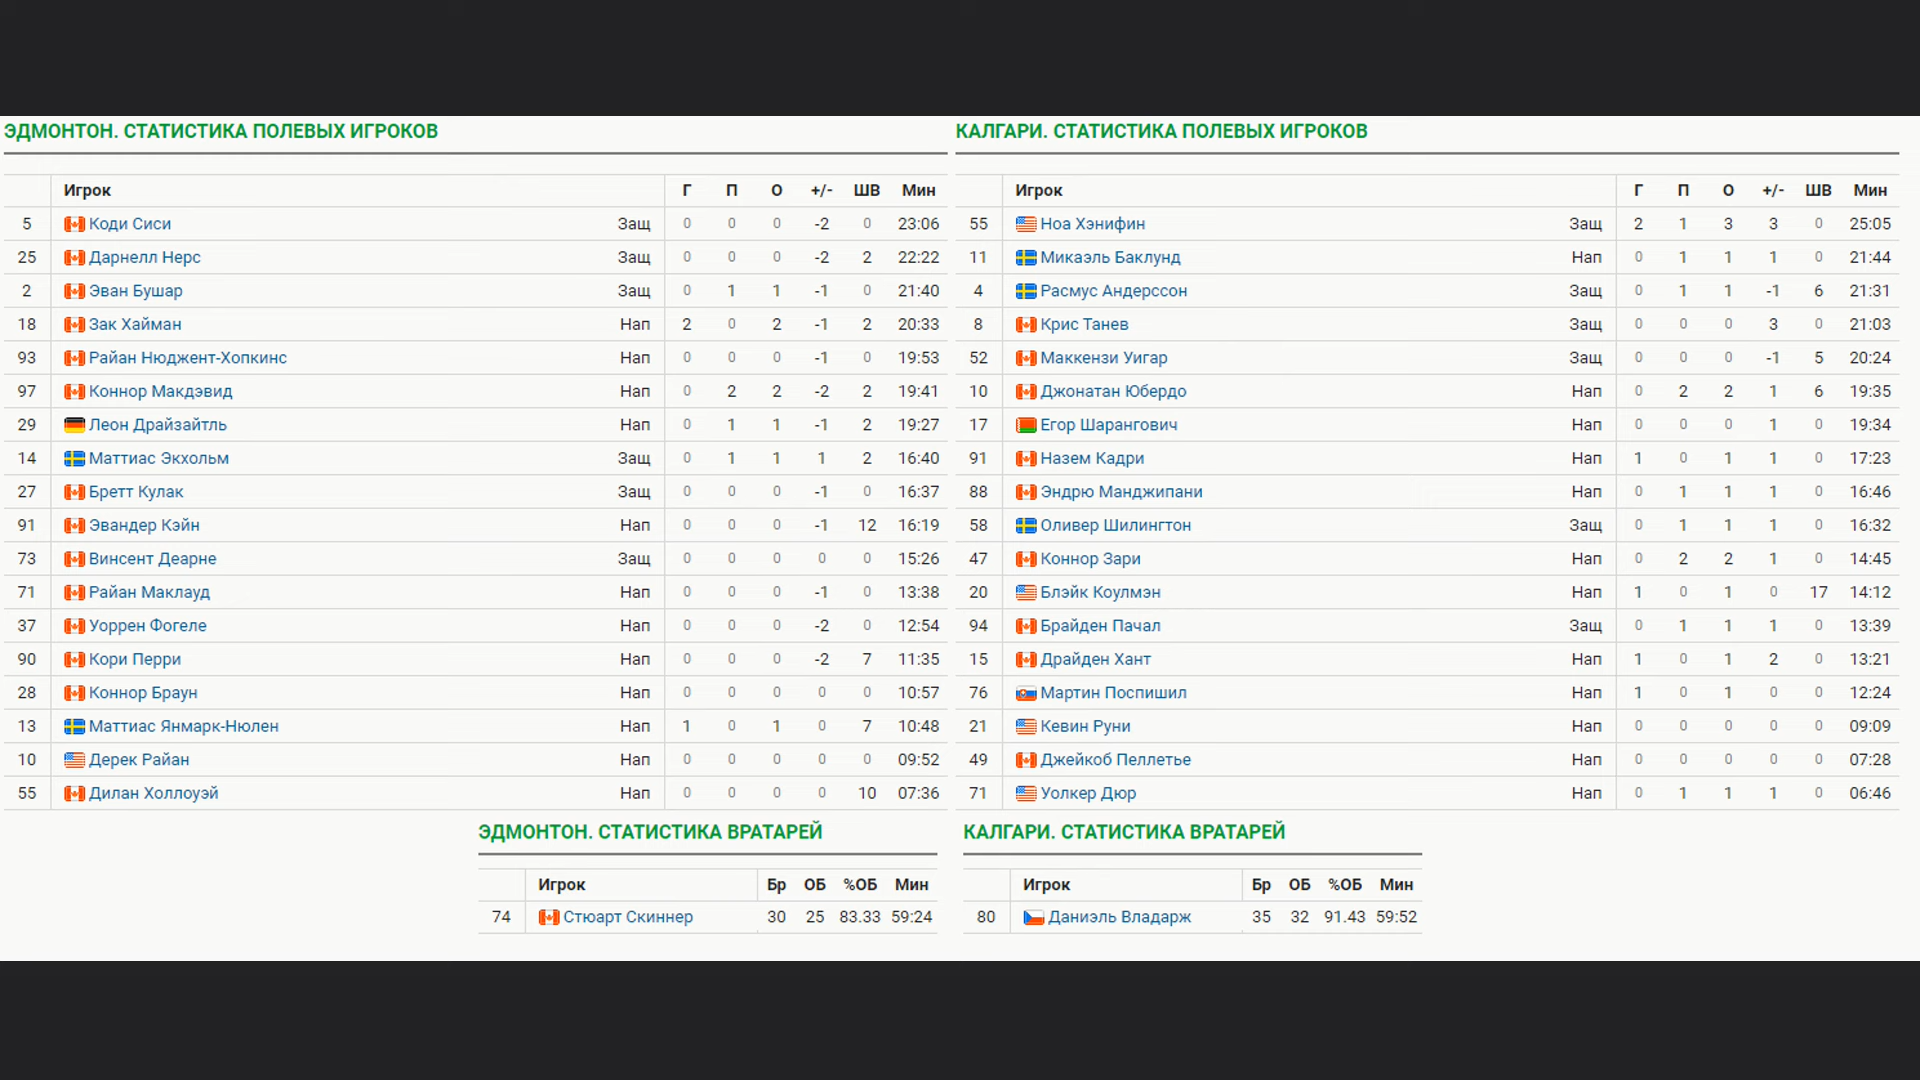 ЭДМОНТОН. СТАТИСТИКА ПОЛЕВЫХ ИГРОКОВ
Игрок Г П О +/- ШВ Мин
5 Коди Сиси Защ 0 0 0 -2 0 23:06
25 Дарнелл Нерс Защ 0 0 0 -2 2 22:22
2 Эван Бушар Защ 0 1 1 -1 0 21:40
18 Зак Хайман Нап 2 0 2 -1 2 20:33
93 Райан Нюджент-Хопкинс Нап 0 0 0 -1 0 19:53
97 Коннор Макдэвид Нап 0 2 2 -2 2 19:41
29 Леон Драйзайтль Нап 0 1 1 -1 2 19:27
14 Маттиас Экхольм Защ 0 1 1 1 2 16:40
27 Бретт Кулак Защ 0 0 0 -1 0 16:37
91 Эвандер Кэйн Нап 0 0 0 -1 12 16:19
73 Винсент Деарне Защ 0 0 0 0 0 15:26
71 Райан Маклауд Нап 0 0 0 -1 0 13:38
37 Уоррен Фогеле Нап 0 0 0 -2 0 12:54
90 Кори Перри Нап 0 0 0 -2 7 11:35
28 Коннор Браун Нап 0 0 0 0 0 10:57
13 Маттиас Янмарк-Нюлен Нап 1 0 1 0 7 10:48
10 Дерек Райан Нап 0 0 0 0 0 09:52
55 Дилан Холлоуэй Нап 0 0 0 0 10 07:36
КАЛГАРИ. СТАТИСТИКА ПОЛЕВЫХ ИГРОКОВ
Игрок Г П О +/- ШВ Мин
55 Ноа Хэнифин Защ 2 1 3 3 0 25:05
11 Микаэль Баклунд Нап 0 1 1 1 0 21:44
4 Расмус Андерссон Защ 0 1 1 -1 6 21:31
8 Крис Танев Защ 0 0 0 3 0 21:03
52 Маккензи Уигар Защ 0 0 0 -1 5 20:24
10 Джонатан Юбердо Нап 0 2 2 1 6 19:35
17 Егор Шарангович Нап 0 0 0 1 0 19:34
91 Назем Кадри Нап 1 0 1 1 0 17:23
88 Эндрю Манджипани Нап 0 1 1 1 0 16:46
58 Оливер Шилингтон Защ 0 1 1 1 0 16:32
47 Коннор Зари Нап 0 2 2 1 0 14:45
20 Блэйк Коулмэн Нап 1 0 1 0 17 14:12
94 Брайден Пачал Защ 0 1 1 1 0 13:39
15 Драйден Хант Нап 1 0 1 2 0 13:21
76 Мартин Поспишил Нап 1 0 1 0 0 12:24
21 Кевин Руни Нап 0 0 0 0 0 09:09
49 Джейкоб Пеллетье Нап 0 0 0 0 0 07:28
71 Уолкер Дюр Нап 0 1 1 1 0 06:46
ЭДМОНТОН. СТАТИСТИКА ВРАТАРЕЙ
Игрок Бр ОБ %ОБ Мин
74 Стюарт Скиннер 30 25 83.33 59:24
КАЛГАРИ. СТАТИСТИКА ВРАТАРЕЙ
Игрок Бр ОБ %ОБ Мин
80 Даниэль Владарж 35 32 91.43 59:52